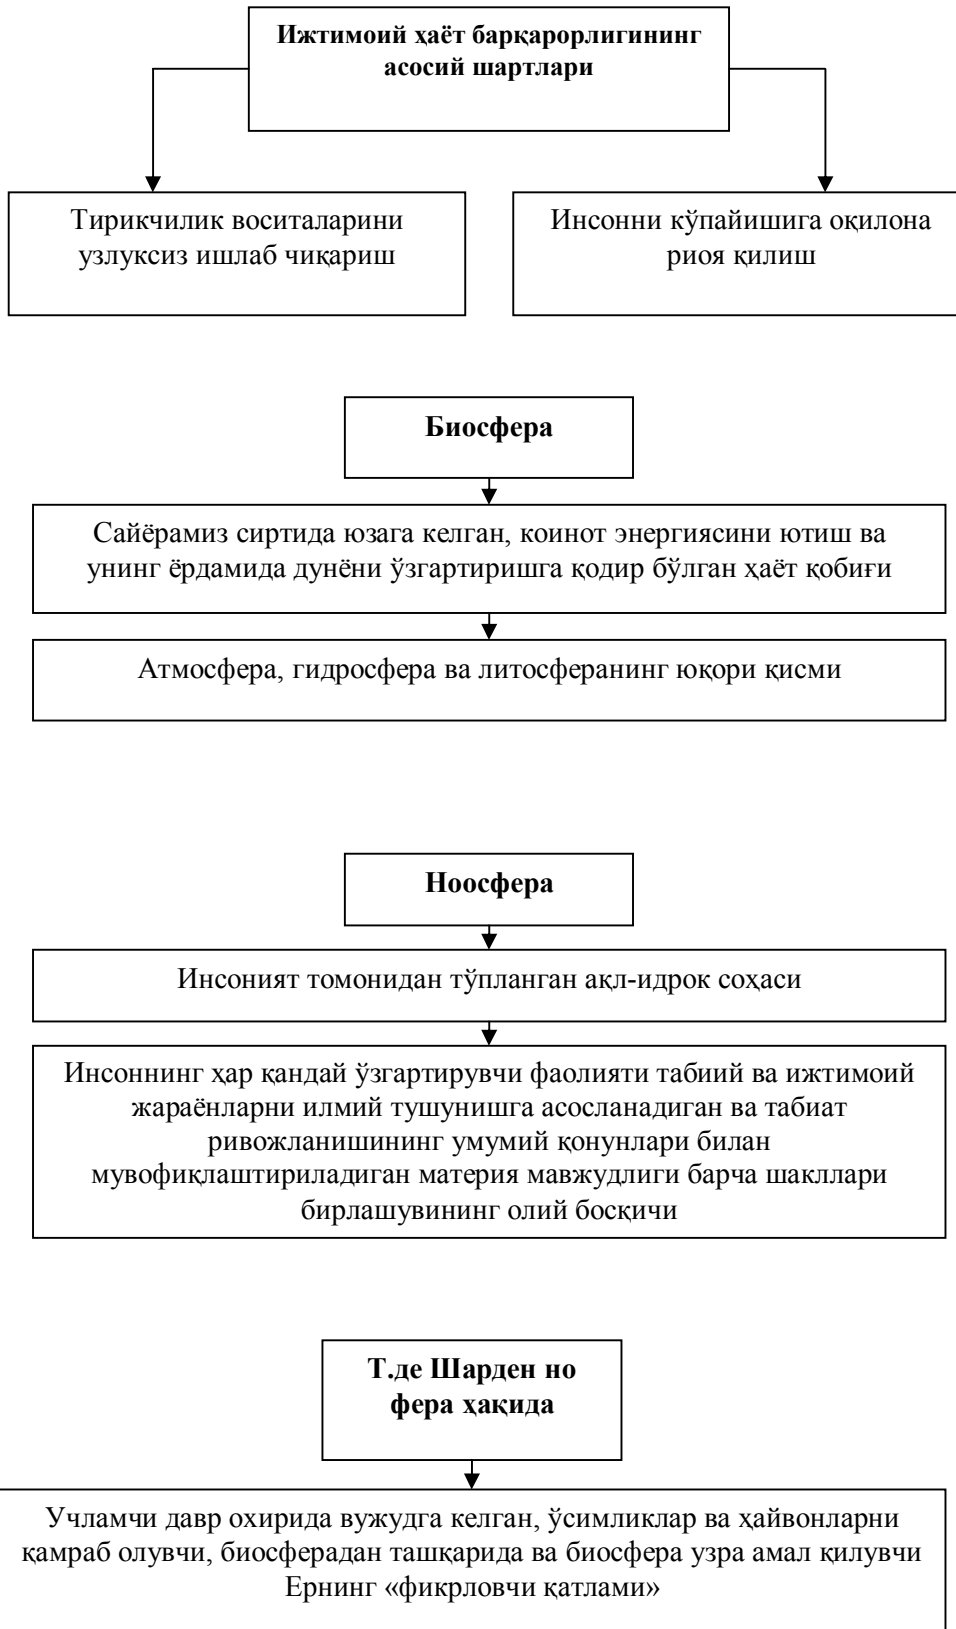 Ижтимоий ҳаёт барқарорлигининг
асосий шартлари
Тирикчилик воситаларини
узлуксиз ишлаб чиқариш
Инсонни кўпайишига оқилона
риоя қилиш
Биосфера
Сайёрамиз сиртида юзага келган, коинот энергиясини ютиш ва
унинг ёрдамида дунёни ўзгартиришга қодир бўлган ҳаёт қобиғи
Атмосфера, гидросфера ва литосферанинг юқори қисми
Ноосфера
Инсоният томонидан тўпланган ақл-идрок соҳаси
Инсоннинг ҳар қандай ўзгартирувчи фаолияти табиий ва ижтимоий
жараёнларни илмий тушунишга асосланадиган ва табиат
ривожланишининг умумий қонунлари билан
мувофиқлаштириладиган материя мавжудлиги барча шакллари
бирлашувининг олий босқичи
Т.де Шарден но
фера ҳақида
Учламчи давр охирида вужудга келган, ўсимликлар ва ҳайвонларни
қамраб олувчи, биосферадан ташқарида ва биосфера узра амал қилувчи
Ернинг «фикрловчи қатлами»